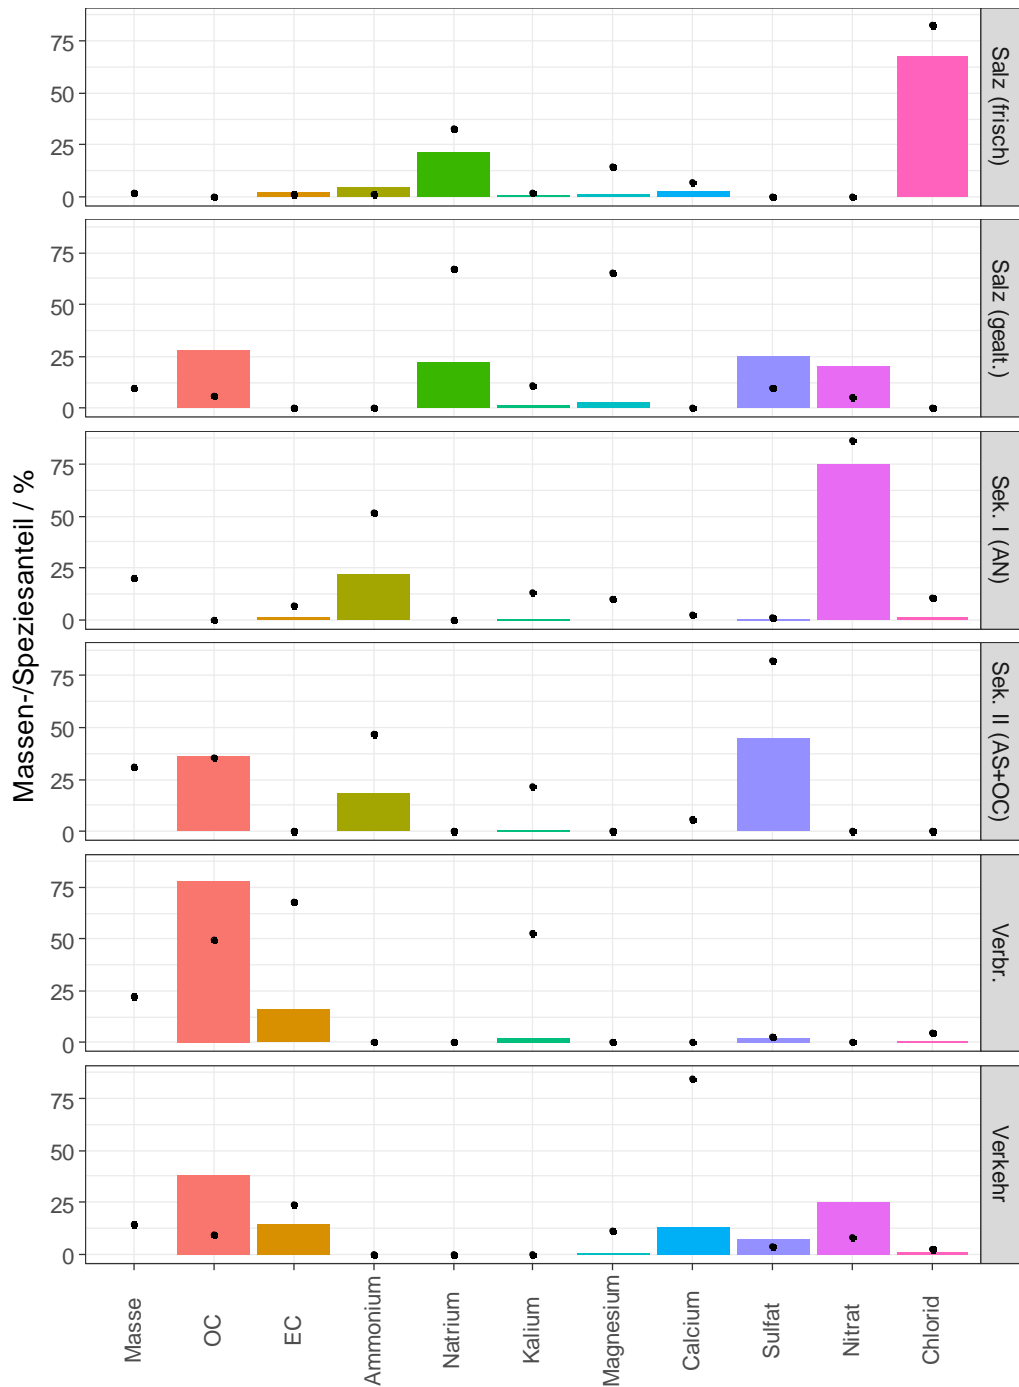 Massen-/Speziesanteil / %
75
50
25
0
Salz (frisch)
75
50
25
0
Salz (gealt.)
75
50
25
0
Sek. I (AN)
75
50
25
0
Sek. II (AS+OC)
75
50
25
0
Verbr.
75
50
25
0
Verkehr
Masse
OC
EC
Ammonium
Natrium
Kalium
Magnesium
Calcium
Sulfat
Nitrat
Chlorid